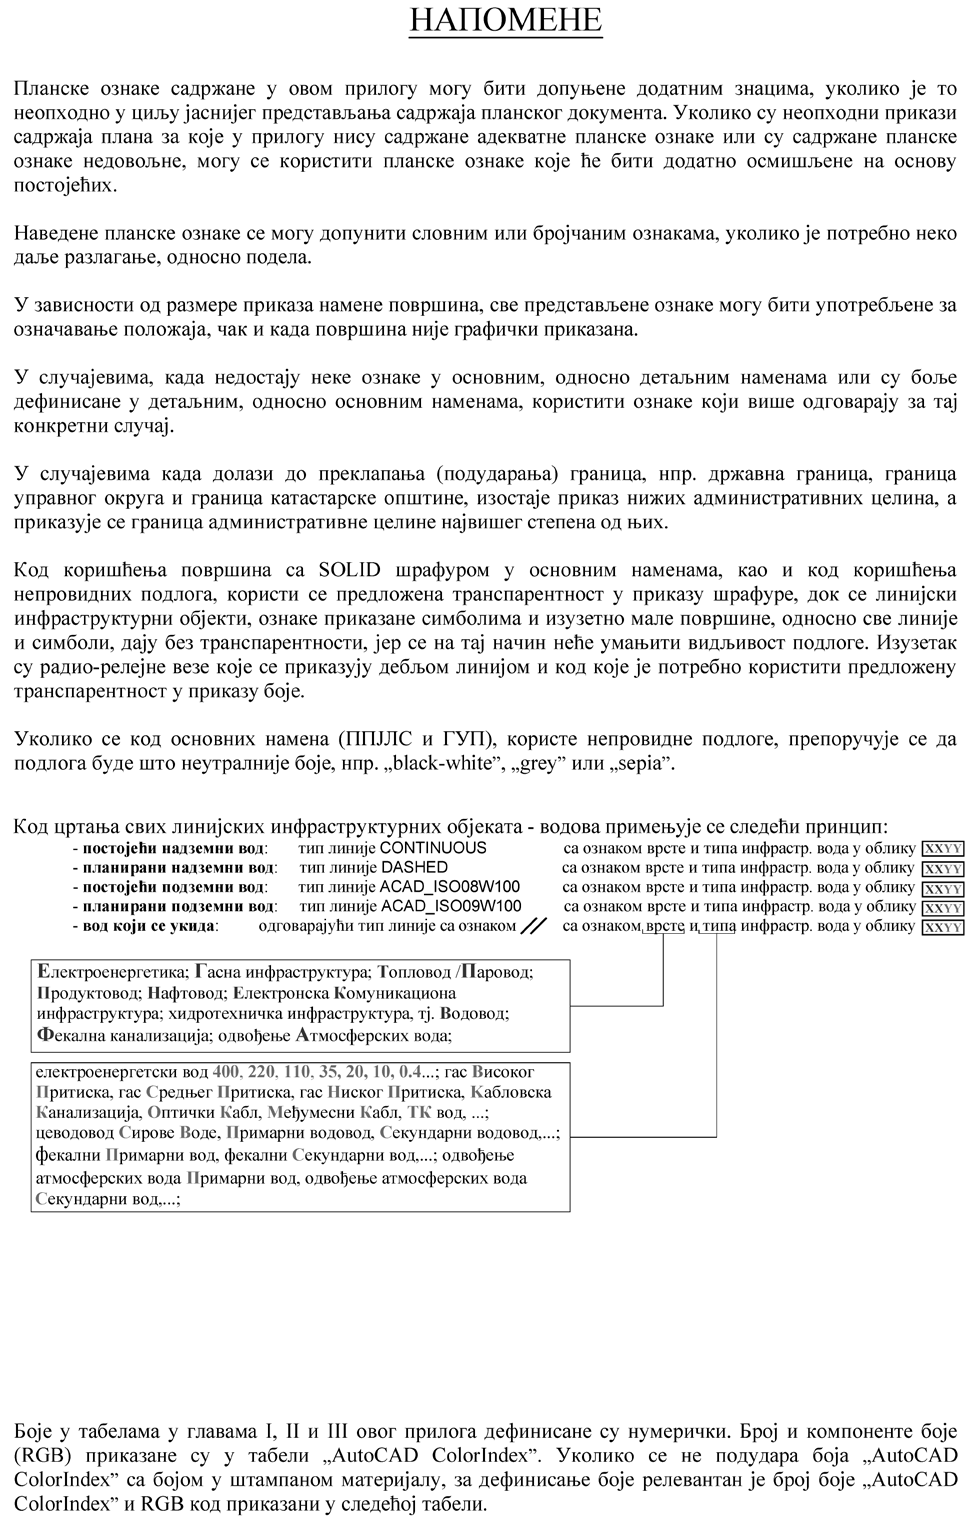 НАПОМЕНЕ
Планске ознаке садржане у овом прилогу могу бити допуњене додатним знацима, уколико је то
неопходно у циљу јаснијег представљања садржаја планског документа. Уколико су неопходни прикази
садржаја плана за које у прилогу нису садржане адекватне планске ознаке или су садржане планске
ознаке недовољне, могу се користити планске ознаке које ће бити додатно осмишљене на основу
постојећих.
Наведене планске ознаке се могу допунити словним или бројчаним ознакама, уколико је потребно неко
даље разлагање, односно подела.
У зависности од размере приказа намене површина, све представљене ознаке могу бити употребљене за
означавање положаја, чак и када површина није графички приказана.
У случајевима, када недостају неке ознаке у основним, односно детаљним наменама или су боље
дефинисане у детаљним, односно основним наменама, користити ознаке који више одговарају за тај
конкретни случај.
У случајевима када долази до преклапања (подударања) граница, нпр. државна граница, граница
управног округа и граница катастарске општине, изостаје приказ нижих административних целина, а
приказује се граница административне целине највишег степена од њих.
Код коришћења површина са SOLID шрафуром у основним наменама, као и код коришћења
непровидних подлога, користи се предложена транспарентност у приказу шрафуре, док се линијски
инфраструктурни објекти, ознаке приказане симболима и изузетно мале површине, односно све линије
и симболи, дају без транспарентности, јер се на тај начин неће умањити видљивост подлоге. Изузетак
су радио-релејне везе које се приказују дебљом линијом и код које је потребно користити предложену
транспарентност у приказу боје.
Уколико се код основних намена (ППЈЛС и ГУП), користе непровидне подлоге, препоручује се да
подлога буде што неутралније боје, нпр. „black-white”, „grey” или „sepia”.
Код цртања свих линијских инфраструктурних објеката - водова примењује се следећи принцип:
- постојећи надземни вод: тип линије CONTINUOUS са ознаком врсте и типа инфрастр. вода у облику XXYY
- планирани надземни вод: тип линије DASHED са ознаком врсте и типа инфрастр. вода у облику XXYY
- постојећи подземни вод: тип линије ACAD_ISO08W100 са ознаком врсте и типа инфрастр. вода у облику XXYY
- планирани подземни вод: тип линије ACAD_ISO09W100 са ознаком врсте и типа инфрастр. вода у облику XXYY
- вод који се укида: одговарајући тип линије са ознаком // са ознаком врсте и типа инфрастр. вода у облику XXYY
Електроенергетика; Гасна инфраструктура; Топловод /Паровод;
Продуктовод; Нафтовод; Електронска Комуникациона
инфраструктура; хидротехничка инфраструктура, тј. Водовод;
Фекална канализација; одвођење Атмосферских вода;
електроенергетски вод 400, 220, 110, 35, 20, 10, 0.4...; гас Високог
Притиска, гас Средњег Притиска, гас Ниског Притиска, Кабловска
Канализација, Оптички Кабл, Међумесни Кабл, ТК вод, ...;
цеводовод Сирове Воде, Примарни водовод, Секундарни водовод,...;
фекални Примарни вод, фекални Секундарни вод,...; одвођење
атмосферских вода Примарни вод, одвођење атмосферских вода
Секундарни вод,...;
Боје у табелама у главама I, II и III овог прилога дефинисане су нумерички. Број и компоненте боје
(RGB) приказане су у табели „AutoCAD ColorIndex”. Уколико се не подудара боја „AutoCAD
ColorIndex” са бојом у штампаном материјалу, за дефинисање боје релевантан је број боје „AutoCAD
ColorIndex” и RGB код приказани у следећој табели.